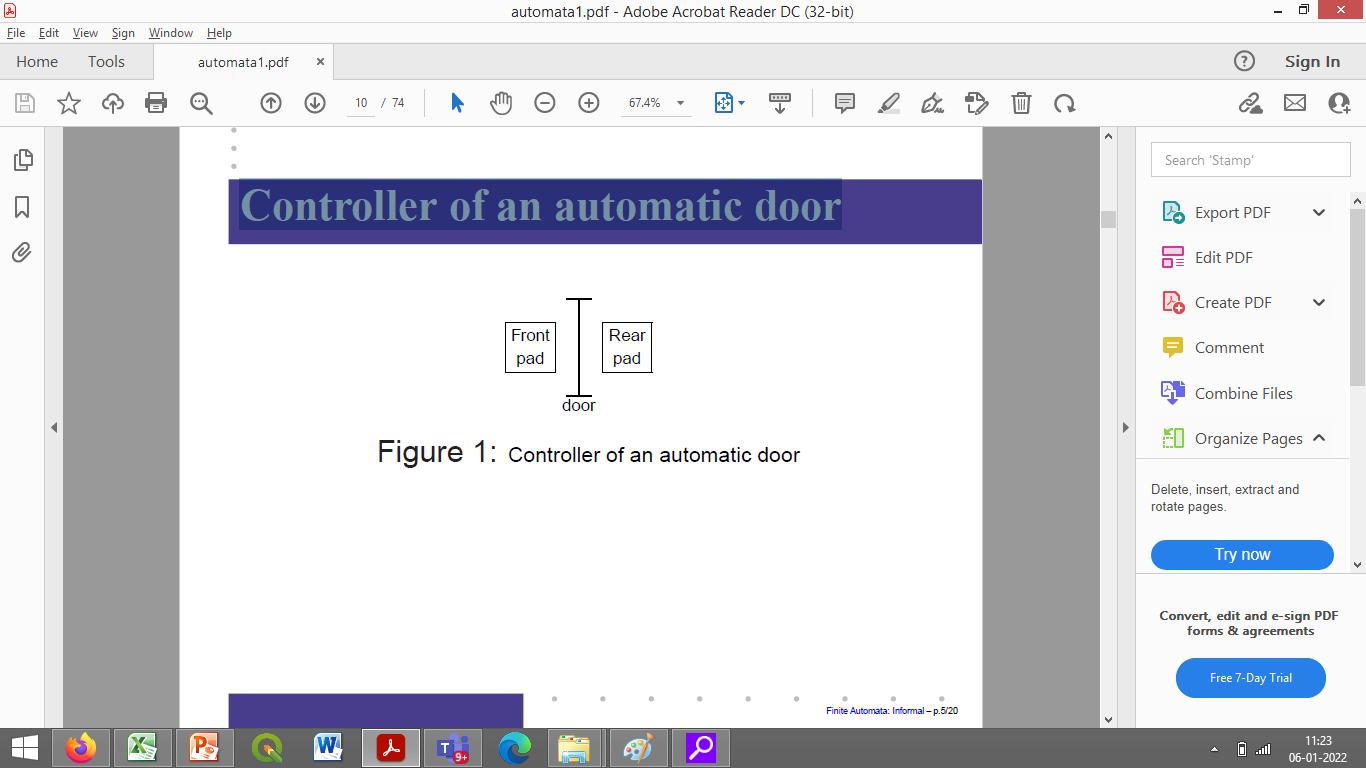 automata1.pdf - Adobe Acrobat Reader DC (32-bit)
File Edit View Sign Window Help
Home Tools automata1.pdf × Sign In
10 / 74 67.4%
Search 'Stamp'
Controller of an automatic door
Front pad
Rear pad
door
Figure 1: Controller of an automatic door
Finite Automata: Informal – p.5/20
Export PDF
Edit PDF
Create PDF
Comment
Combine Files
Organize Pages
Delete, insert, extract and
rotate pages.
Try now
Convert, edit and e-sign PDF
forms & agreements
Free 7-Day Trial
9+
11:23
06-01-2022